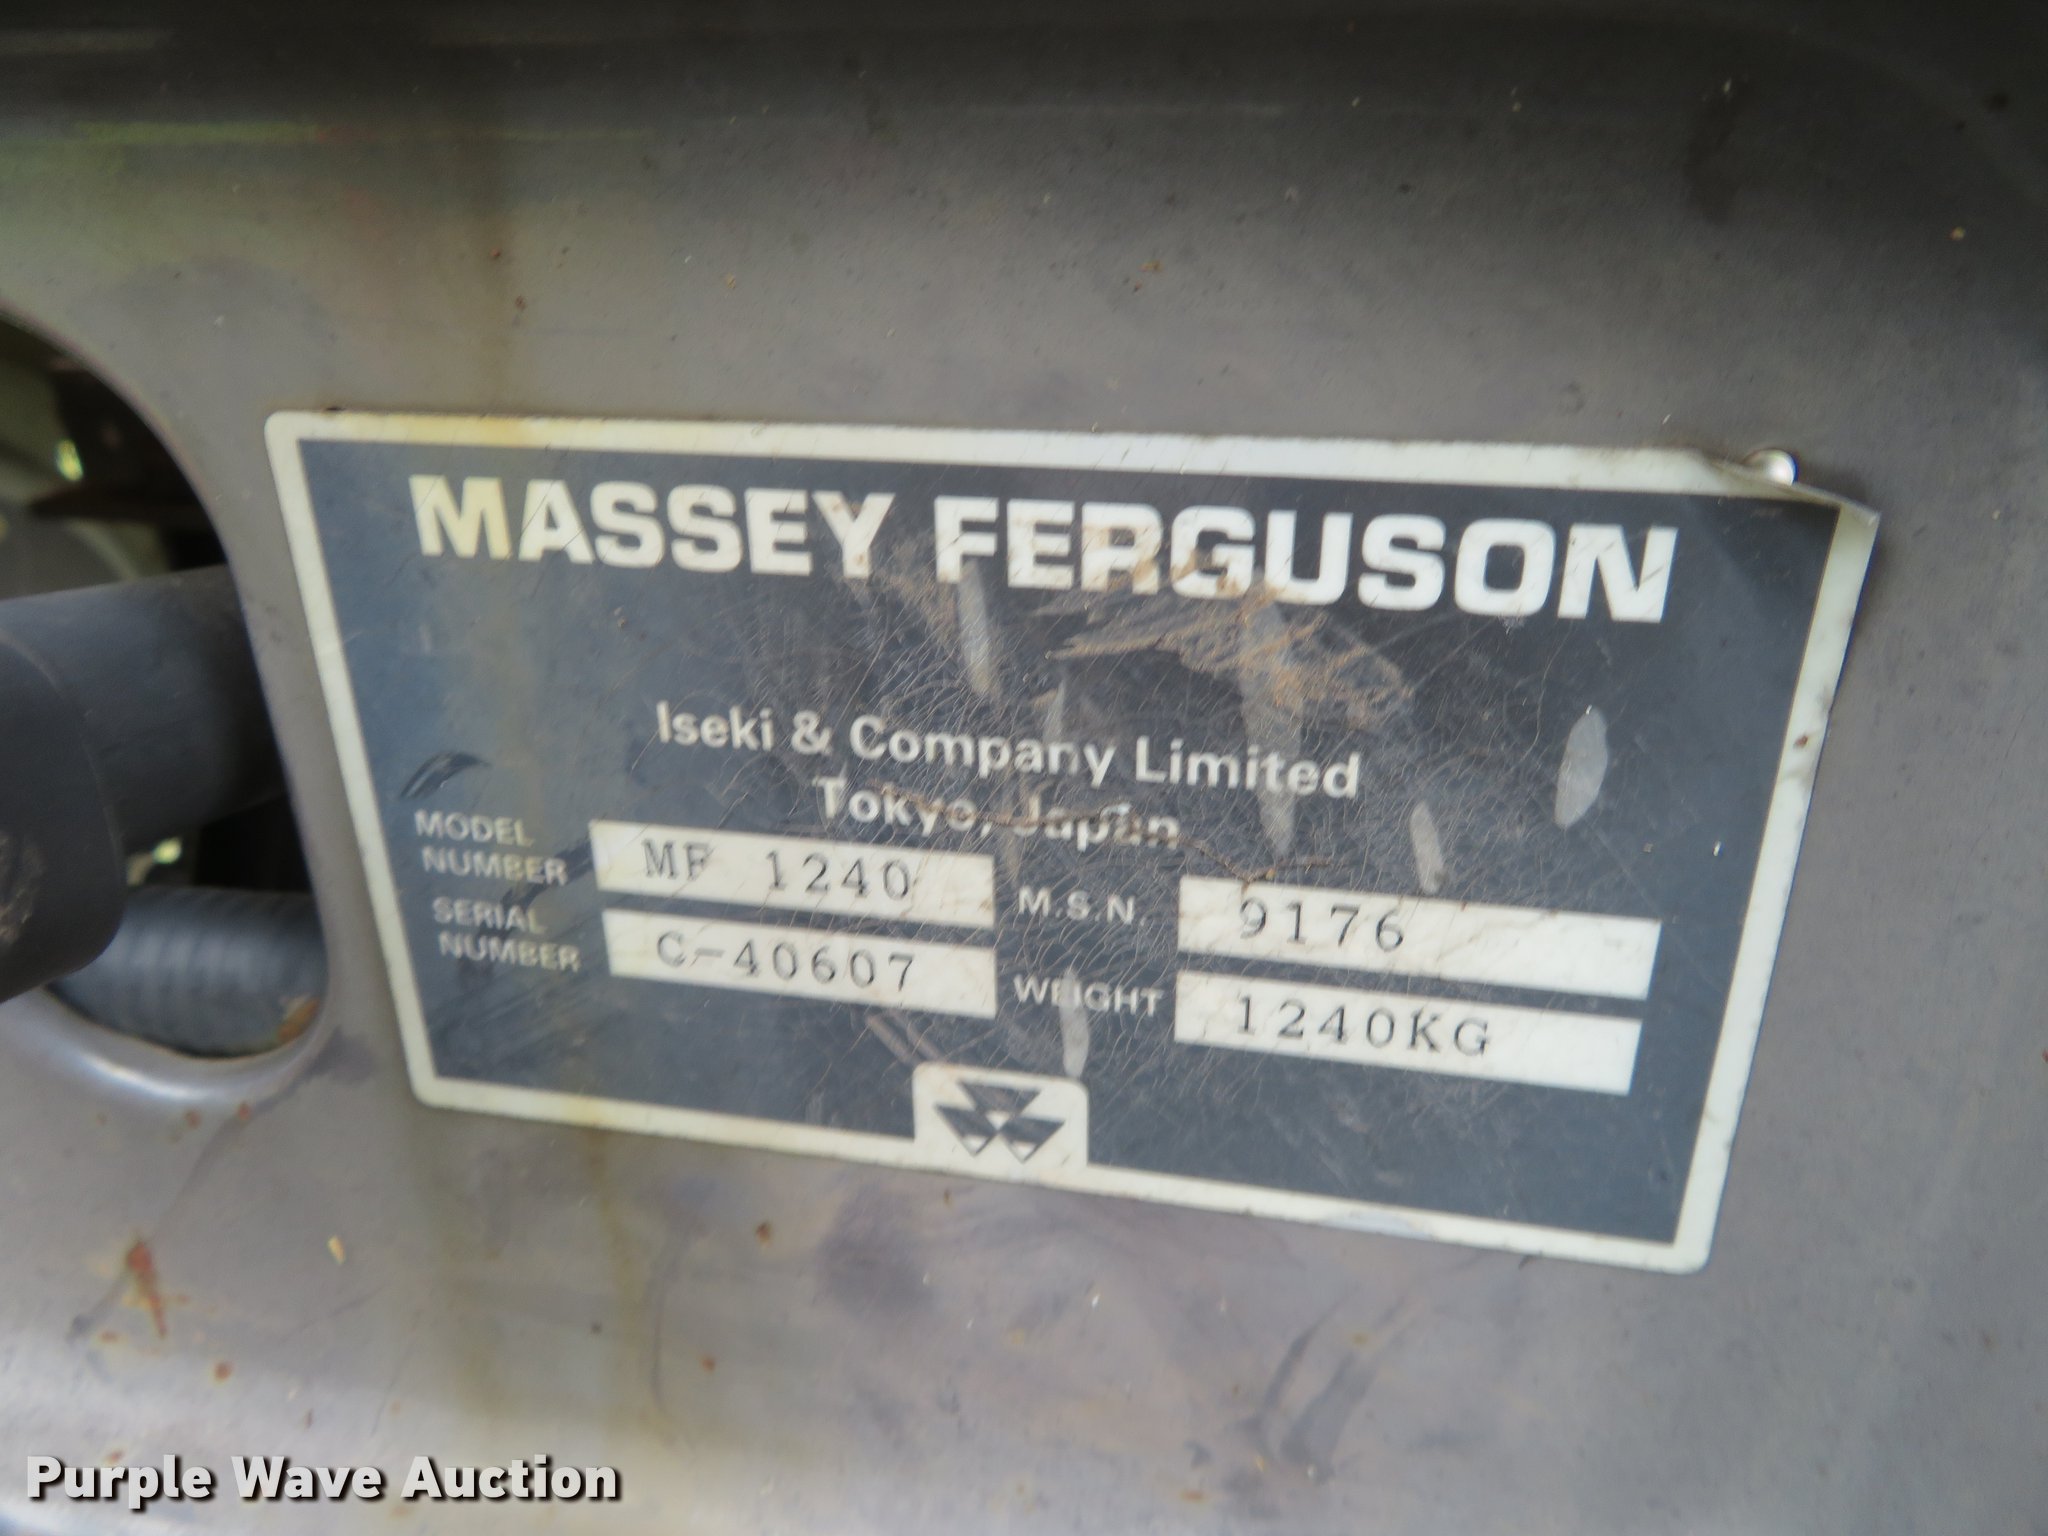 MASSEY FERGUSON
Iseki & Company Limited
Tokyo, Japan
MODEL NUMBER MF 1240 M.S.N. 9176
SERIAL NUMBER C-40607 WEIGHT 1240KG
Purple Wave Auction